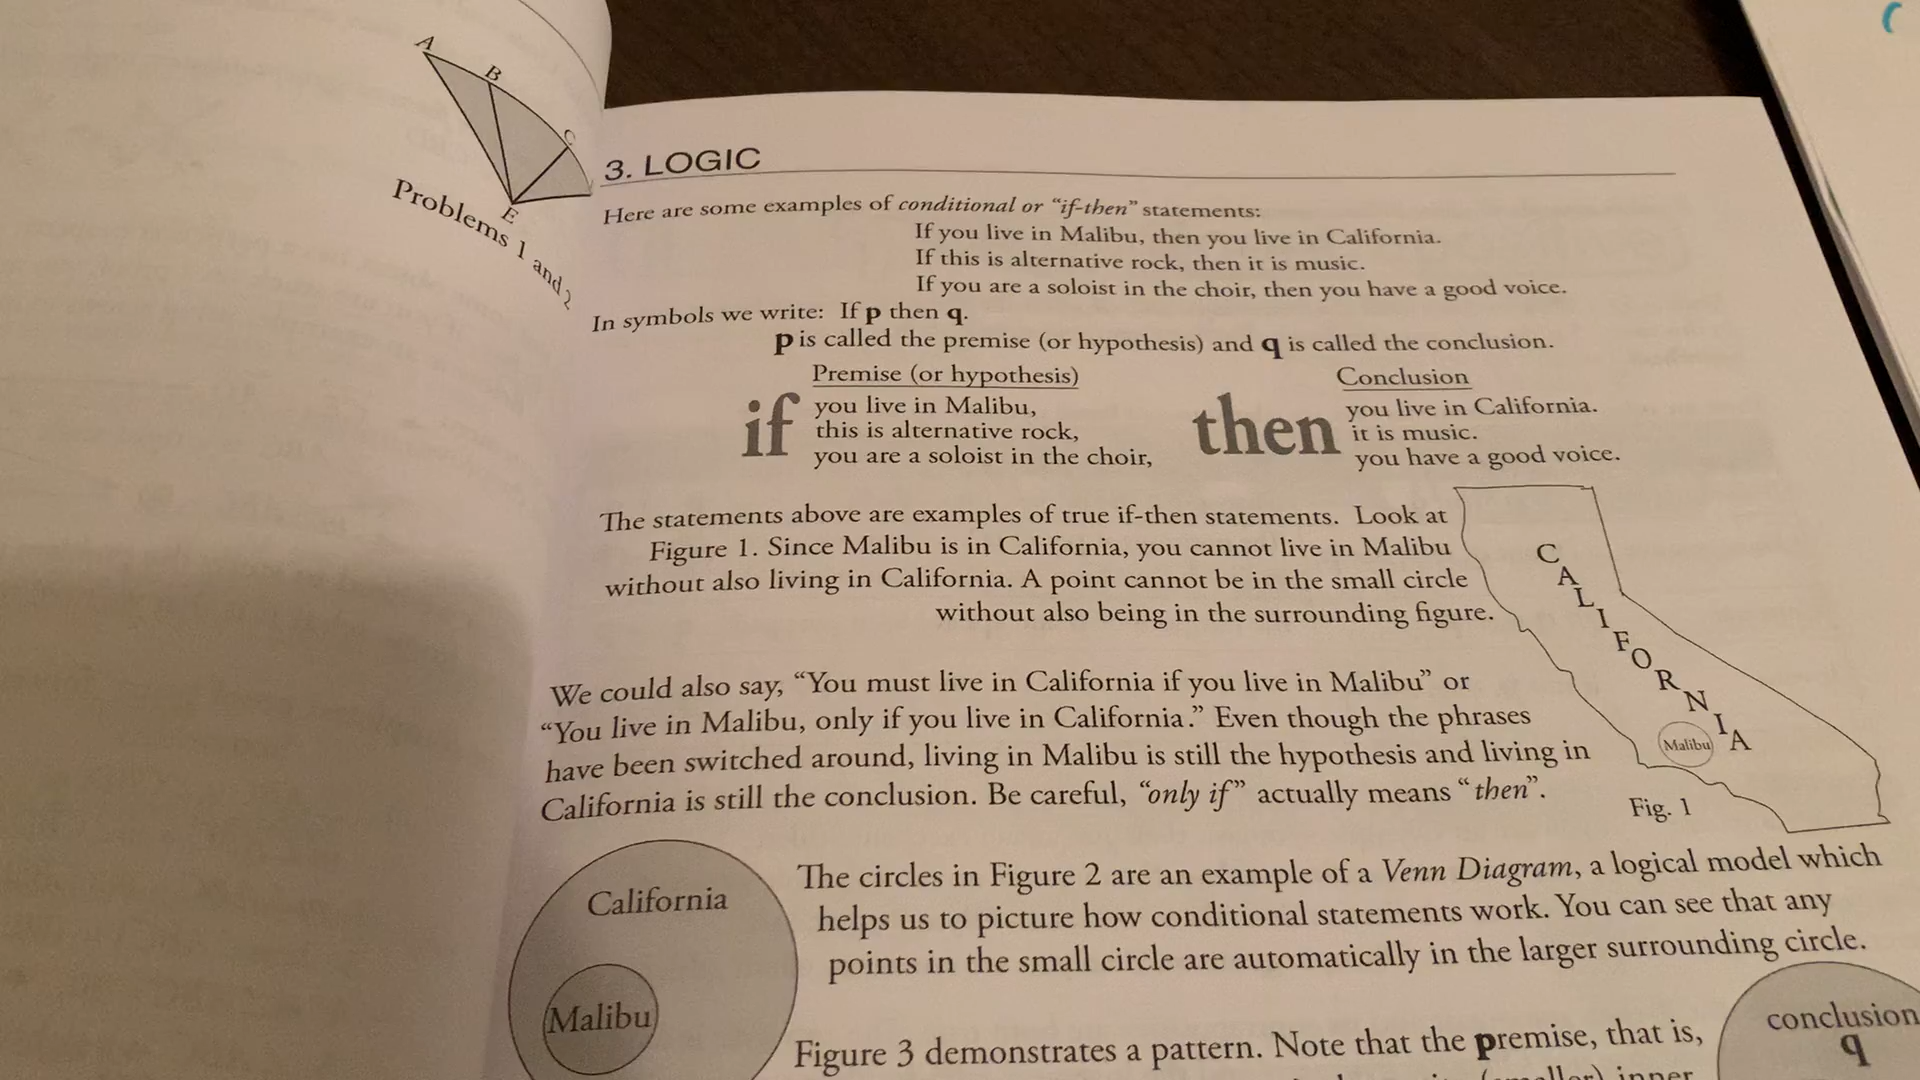 A
B
C
E
Problems 1 and 2
3. LOGIC
Here are some examples of conditional or “if-then” statements:
If you live in Malibu, then you live in California.
If this is alternative rock, then it is music.
If you are a soloist in the choir, then you have a good voice.
In symbols we write: If p then q.
p is called the premise (or hypothesis) and q is called the conclusion.
Premise (or hypothesis)
Conclusion
if
you live in Malibu,
this is alternative rock,
you are a soloist in the choir,
then
you live in California.
it is music.
you have a good voice.
The statements above are examples of true if-then statements. Look at
Figure 1. Since Malibu is in California, you cannot live in Malibu
without also living in California. A point cannot be in the small circle
without also being in the surrounding figure.
CALIFORNIA
Malibu
Fig. 1
We could also say, “You must live in California if you live in Malibu” or
“You live in Malibu, only if you live in California.” Even though the phrases
have been switched around, living in Malibu is still the hypothesis and living in
California is still the conclusion. Be careful, “only if” actually means “then”.
California
Malibu
The circles in Figure 2 are an example of a Venn Diagram, a logical model which
helps us to picture how conditional statements work. You can see that any
points in the small circle are automatically in the larger surrounding circle.
Figure 3 demonstrates a pattern. Note that the premise, that is,
(smaller) inner
conclusion
q